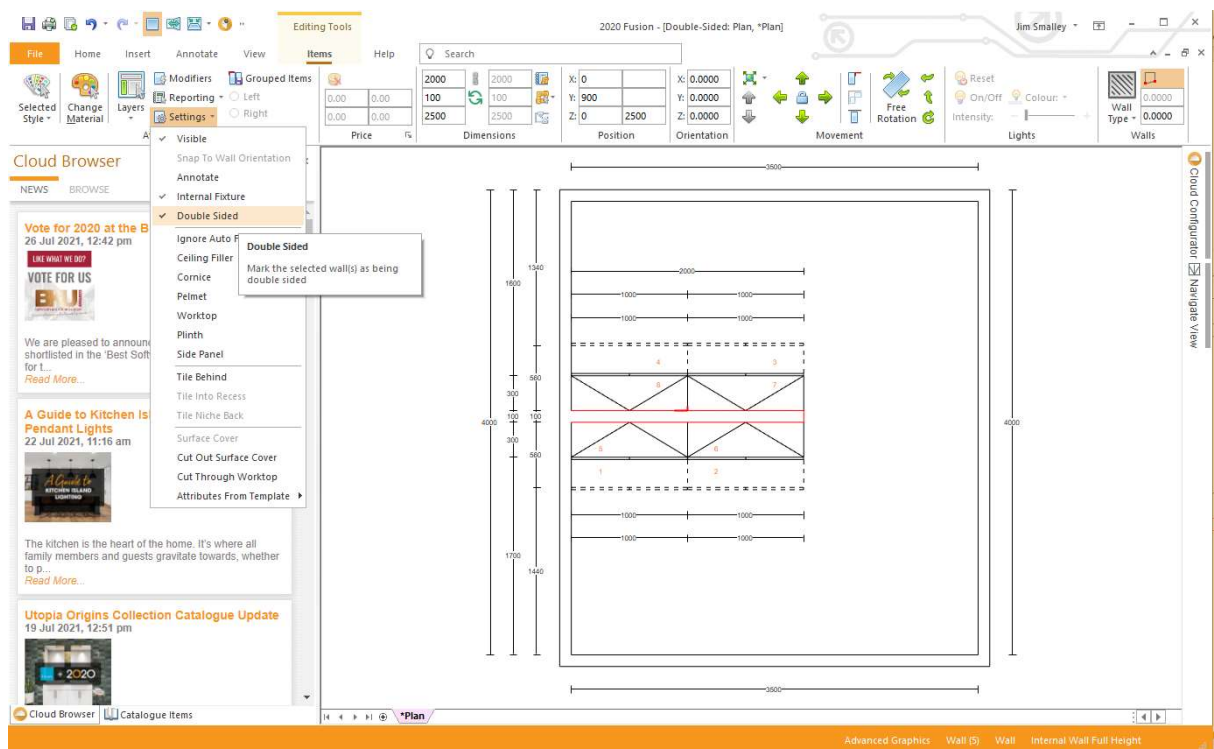 Editing Tools
2020 Fusion - [Double-Sided: Plan, *Plan]
Jim Smalley
File Home Insert Annotate View Items Help Search
Selected Style
Change Material
Layers
Modifiers
Reporting
Settings
Grouped Items
Left
Right
0.00 0.00
0.00 0.00
Price
2000 2000
100 100
2500 2500
Dimensions
X: 0
Y: 900
Z: 0 2500
Position
X: 0.0000
Y: 0.0000
Z: 0.0000
Orientation
Free Rotation
Movement
Reset
On/Off Colour:
Intensity:
Lights
Wall Type
0.0000
0.0000
Walls
Visible
Snap To Wall Orientation
Annotate
Internal Fixture
Double Sided
Ignore Auto F
Ceiling Filler
Cornice
Pelmet
Worktop
Plinth
Side Panel
Tile Behind
Tile Into Recess
Tile Niche Back
Surface Cover
Cut Out Surface Cover
Cut Through Worktop
Attributes From Template
Double Sided
Mark the selected wall(s) as being
double sided
Cloud Browser
NEWS BROWSE
Vote for 2020 at the B
26 Jul 2021, 12:42 pm
LIKE WHAT WE DO?
VOTE FOR US
We are pleased to announ
shortlisted in the 'Best Soft
for t...
Read More...
A Guide to Kitchen Is
Pendant Lights
22 Jul 2021, 11:16 am
A Guide to
KITCHEN ISLAND
LIGHTING
The kitchen is the heart of the home. It's where all
family members and guests gravitate towards, whether
to p...
Read More...
Utopia Origins Collection Catalogue Update
19 Jul 2021, 12:51 pm
+ 2020
Cloud Browser Catalogue Items
3500
2000
1000 1000
1000 1000
1340
1600
4 3
8 7
560
300
100 100
4000
300
560
5 6
1 2
1000 1000
1000 1000
1700
1440
4000
3500
*Plan
Cloud Configurator
Navigate View
Advanced Graphics Wall (5) Wall Internal Wall Full Height